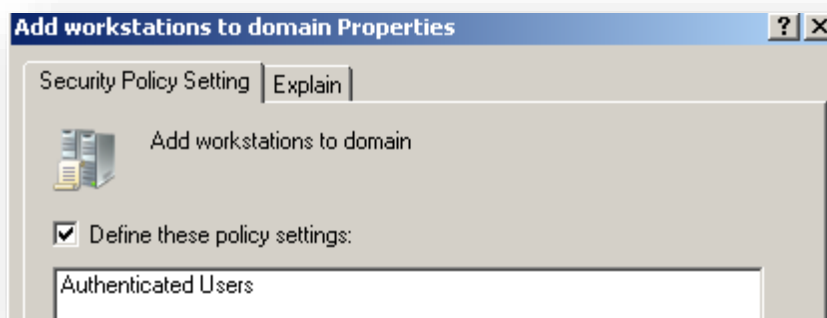 Add workstations to domain Properties ? X
Security Policy Setting Explain
Add workstations to domain
Define these policy settings:
Authenticated Users